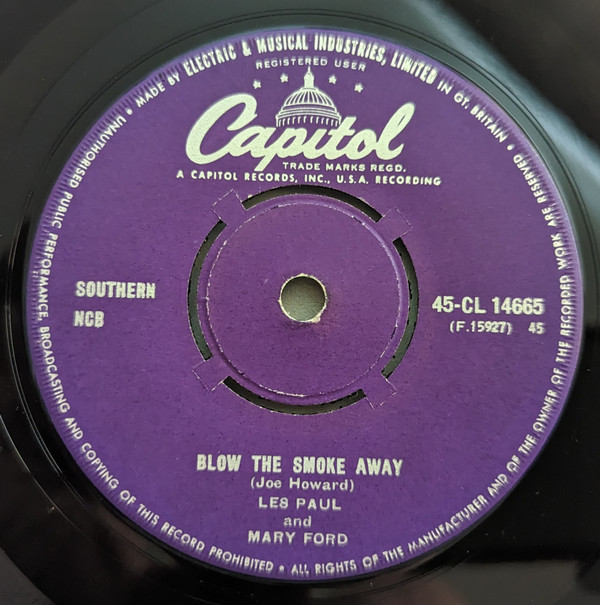 MADE BY ELECTRIC & MUSICAL INDUSTRIES, LIMITED IN GT. BRITAIN •
REGISTERED USER
Capitol
TRADE MARKS REGD.
A CAPITOL RECORDS, INC., U.S.A. RECORDING
SOUTHERN
NCB
45-CL 14665
(F.15927) 45
BLOW THE SMOKE AWAY
(Joe Howard)
LES PAUL
and
MARY FORD
ALL RIGHTS OF THE MANUFACTURER AND OF THE OWNER OF THE RECORDED WORK ARE RESERVED •
UNAUTHORISED PUBLIC PERFORMANCE, BROADCASTING AND COPYING OF THIS RECORD PROHIBITED •